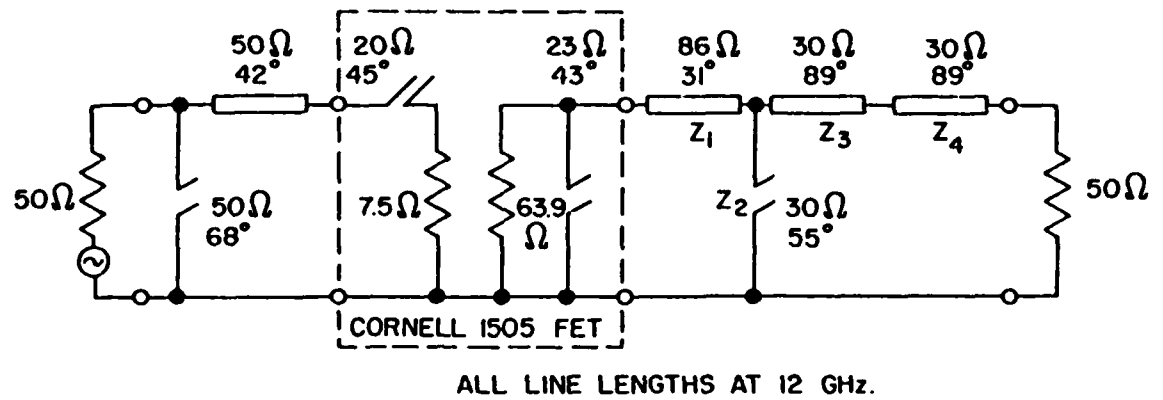 50Ω
42°
20Ω
45°
23Ω
43°
86Ω
31°
30Ω
89°
30Ω
89°
Z1
Z3
Z4
50Ω
50Ω
68°
7.5Ω
63.9
Ω
Z2
30Ω
55°
50Ω
CORNELL 1505 FET
ALL LINE LENGTHS AT 12 GHz.